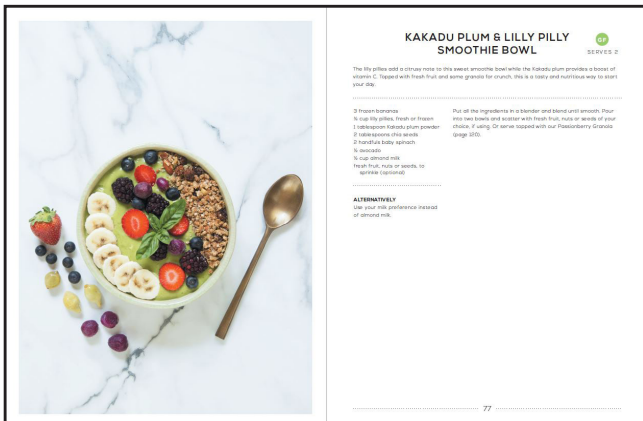 KAKADU PLUM & LILLY PILLY
SMOOTHIE BOWL
GF
SERVES 2
The lilly pillies add a citrusy note to this sweet smoothie bowl while the Kakadu plum provides a boost of
vitamin C. Topped with fresh fruit and some granola for crunch, this is a tasty and nutritious way to start
your day.
3 frozen bananas
¼ cup lilly pillies, fresh or frozen
1 tablespoon Kakadu plum powder
2 tablespoons chia seeds
2 handfuls baby spinach
½ avocado
½ cup almond milk
fresh fruit, nuts or seeds, to
sprinkle (optional)
Put all the ingredients in a blender and blend until smooth. Pour
into two bowls and scatter with fresh fruit, nuts or seeds of your
choice, if using. Or serve topped with our Passionberry Granola
(page 120).
ALTERNATIVELY
Use your milk preference instead
of almond milk.
77